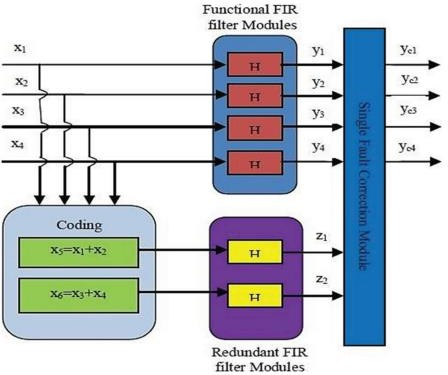 Functional FIR
filter Modules
x1
x2
x3
x4
H
H
H
H
y1
y2
y3
y4
Single Fault Correction
Module
yc1
yc2
yc3
yc4
Coding
x5=x1+x2
x6=x3+x4
H
H
z1
z2
Redundant FIR
filter Modules